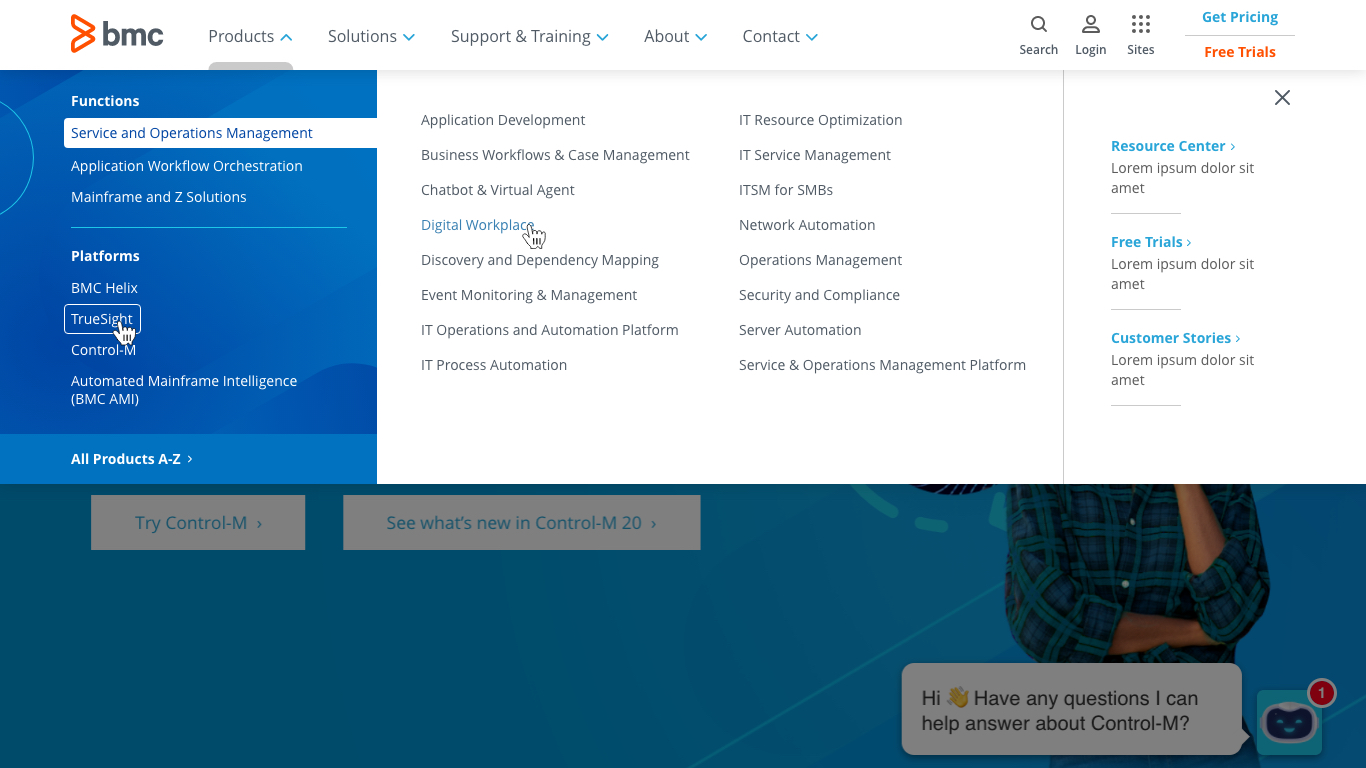 bmc
Products
Solutions
Support & Training
About
Contact
Search
Login
Sites
Get Pricing
Free Trials
Functions
Service and Operations Management
Application Workflow Orchestration
Mainframe and Z Solutions
Platforms
BMC Helix
TrueSight
Control-M
Automated Mainframe Intelligence
(BMC AMI)
All Products A-Z ›
Application Development
Business Workflows & Case Management
Chatbot & Virtual Agent
Digital Workplace
Discovery and Dependency Mapping
Event Monitoring & Management
IT Operations and Automation Platform
IT Process Automation
IT Resource Optimization
IT Service Management
ITSM for SMBs
Network Automation
Operations Management
Security and Compliance
Server Automation
Service & Operations Management Platform
Resource Center ›
Lorem ipsum dolor sit
amet
Free Trials ›
Lorem ipsum dolor sit
amet
Customer Stories ›
Lorem ipsum dolor sit
amet
Try Control-M ›
See what's new in Control-M 20 ›
Hi 👋 Have any questions I can
help answer about Control-M?
1